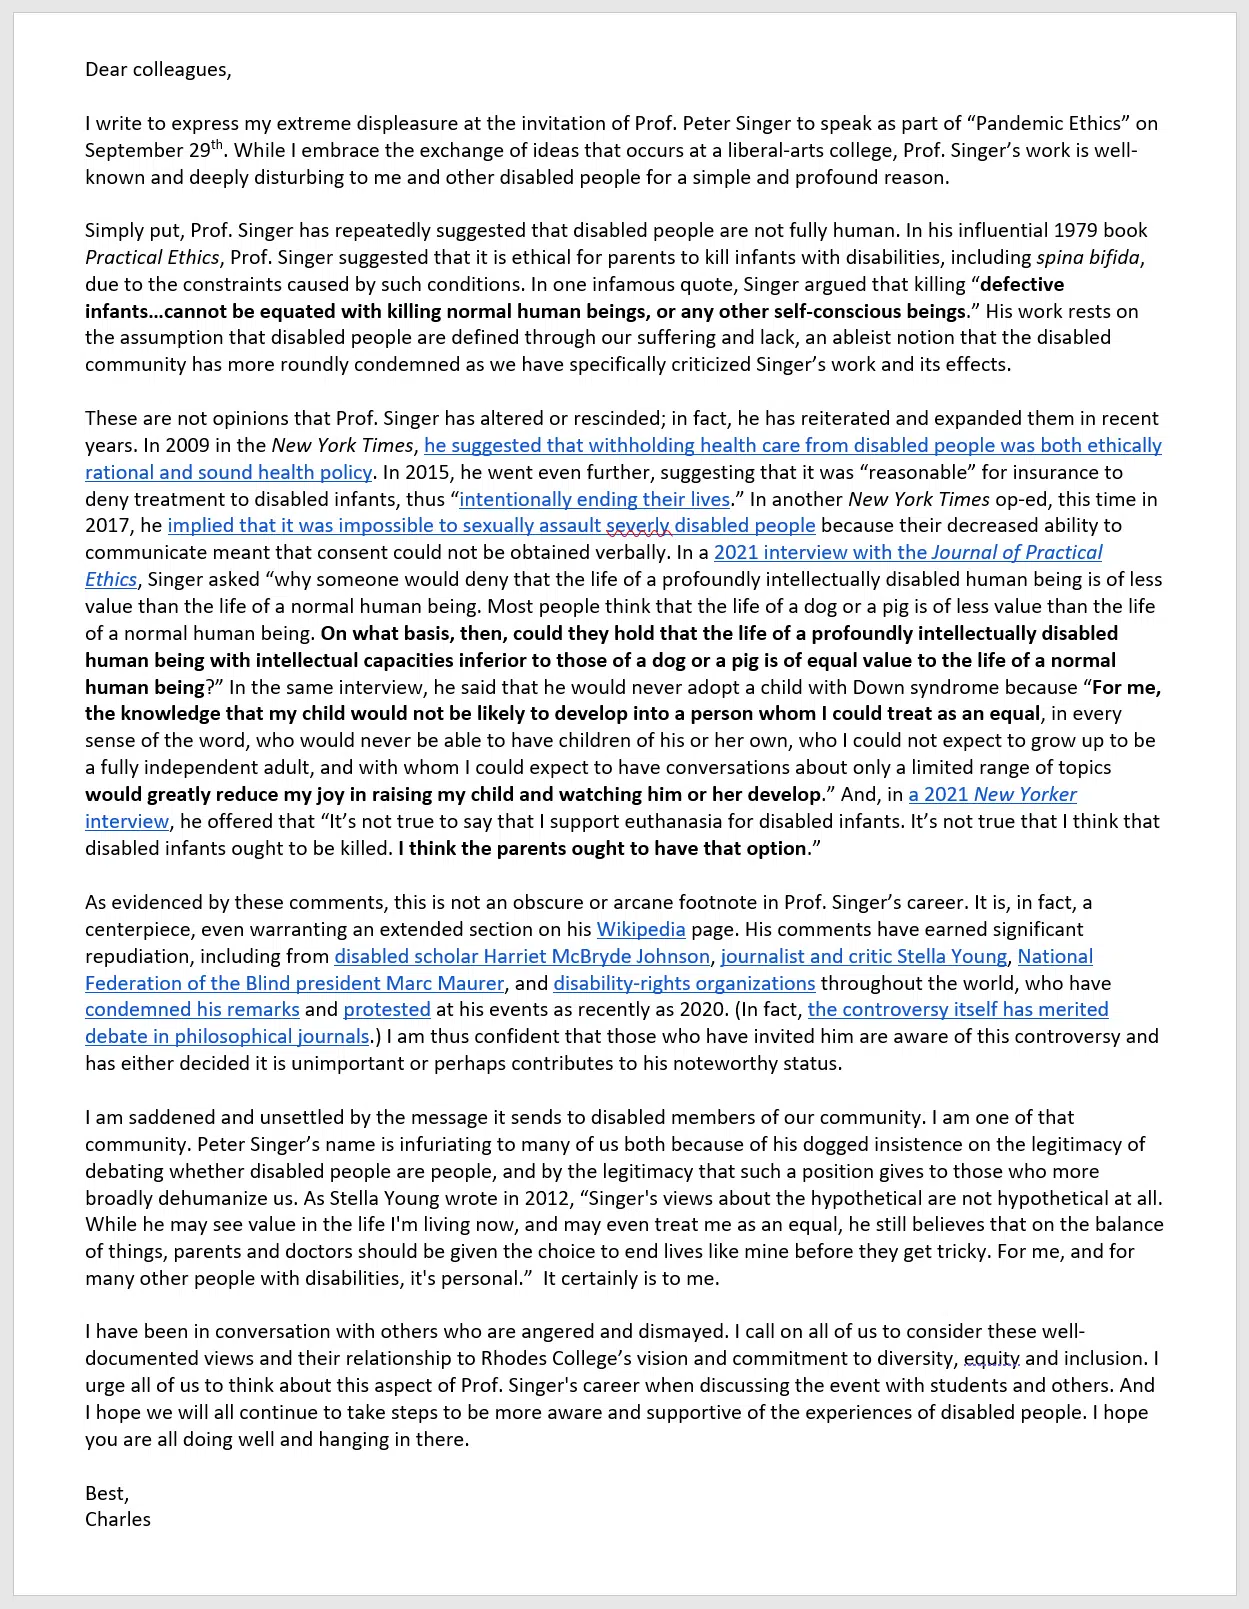 Dear colleagues,
I write to express my extreme displeasure at the invitation of Prof. Peter Singer to speak as part of “Pandemic Ethics” on
September 29th. While I embrace the exchange of ideas that occurs at a liberal-arts college, Prof. Singer’s work is well-
known and deeply disturbing to me and other disabled people for a simple and profound reason.
Simply put, Prof. Singer has repeatedly suggested that disabled people are not fully human. In his influential 1979 book
Practical Ethics, Prof. Singer suggested that it is ethical for parents to kill infants with disabilities, including spina bifida,
due to the constraints caused by such conditions. In one infamous quote, Singer argued that killing “defective
infants…cannot be equated with killing normal human beings, or any other self-conscious beings.” His work rests on
the assumption that disabled people are defined through our suffering and lack, an ableist notion that the disabled
community has more roundly condemned as we have specifically criticized Singer’s work and its effects.
These are not opinions that Prof. Singer has altered or rescinded; in fact, he has reiterated and expanded them in recent
years. In 2009 in the New York Times, he suggested that withholding health care from disabled people was both ethically
rational and sound health policy. In 2015, he went even further, suggesting that it was “reasonable” for insurance to
deny treatment to disabled infants, thus “intentionally ending their lives.” In another New York Times op-ed, this time in
2017, he implied that it was impossible to sexually assault severly disabled people because their decreased ability to
communicate meant that consent could not be obtained verbally. In a 2021 interview with the Journal of Practical
Ethics, Singer asked “why someone would deny that the life of a profoundly intellectually disabled human being is of less
value than the life of a normal human being. Most people think that the life of a dog or a pig is of less value than the life
of a normal human being. On what basis, then, could they hold that the life of a profoundly intellectually disabled
human being with intellectual capacities inferior to those of a dog or a pig is of equal value to the life of a normal
human being?” In the same interview, he said that he would never adopt a child with Down syndrome because “For me,
the knowledge that my child would not be likely to develop into a person whom I could treat as an equal, in every
sense of the word, who would never be able to have children of his or her own, who I could not expect to grow up to be
a fully independent adult, and with whom I could expect to have conversations about only a limited range of topics
would greatly reduce my joy in raising my child and watching him or her develop.” And, in a 2021 New Yorker
interview, he offered that “It’s not true to say that I support euthanasia for disabled infants. It’s not true that I think that
disabled infants ought to be killed. I think the parents ought to have that option.”
As evidenced by these comments, this is not an obscure or arcane footnote in Prof. Singer’s career. It is, in fact, a
centerpiece, even warranting an extended section on his Wikipedia page. His comments have earned significant
repudiation, including from disabled scholar Harriet McBryde Johnson, journalist and critic Stella Young, National
Federation of the Blind president Marc Maurer, and disability-rights organizations throughout the world, who have
condemned his remarks and protested at his events as recently as 2020. (In fact, the controversy itself has merited
debate in philosophical journals.) I am thus confident that those who have invited him are aware of this controversy and
has either decided it is unimportant or perhaps contributes to his noteworthy status.
I am saddened and unsettled by the message it sends to disabled members of our community. I am one of that
community. Peter Singer’s name is infuriating to many of us both because of his dogged insistence on the legitimacy of
debating whether disabled people are people, and by the legitimacy that such a position gives to those who more
broadly dehumanize us. As Stella Young wrote in 2012, “Singer's views about the hypothetical are not hypothetical at all.
While he may see value in the life I'm living now, and may even treat me as an equal, he still believes that on the balance
of things, parents and doctors should be given the choice to end lives like mine before they get tricky. For me, and for
many other people with disabilities, it's personal.”  It certainly is to me.
I have been in conversation with others who are angered and dismayed. I call on all of us to consider these well-
documented views and their relationship to Rhodes College’s vision and commitment to diversity, equity and inclusion. I
urge all of us to think about this aspect of Prof. Singer's career when discussing the event with students and others. And
I hope we will all continue to take steps to be more aware and supportive of the experiences of disabled people. I hope
you are all doing well and hanging in there.
Best,
Charles